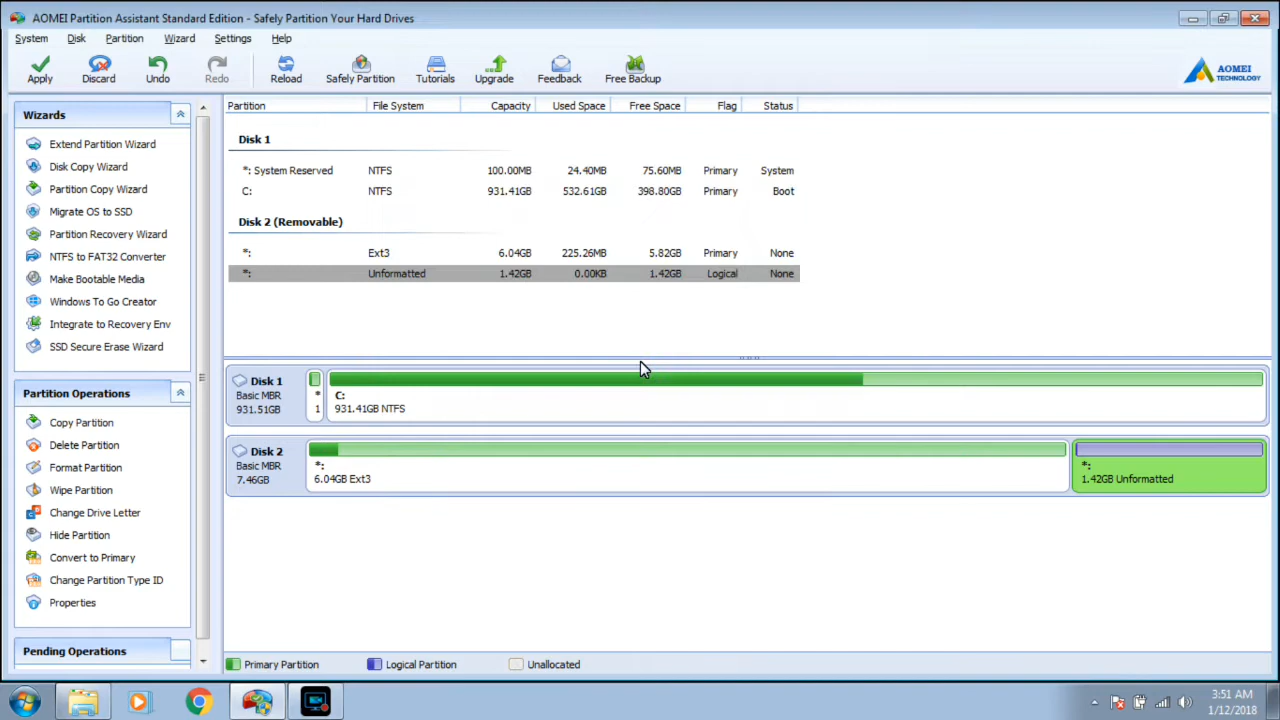 AOMEI Partition Assistant Standard Edition - Safely Partition Your Hard Drives
System Disk Partition Wizard Settings Help
Apply Discard Undo Redo Reload Safely Partition Tutorials Upgrade Feedback Free Backup
AOMEI
TECHNOLOGY
Wizards
Extend Partition Wizard
Disk Copy Wizard
Partition Copy Wizard
Migrate OS to SSD
Partition Recovery Wizard
NTFS to FAT32 Converter
Make Bootable Media
Windows To Go Creator
Integrate to Recovery Env
SSD Secure Erase Wizard
Partition Operations
Copy Partition
Delete Partition
Format Partition
Wipe Partition
Change Drive Letter
Hide Partition
Convert to Primary
Change Partition Type ID
Properties
Pending Operations
Partition File System Capacity Used Space Free Space Flag Status
Disk 1
*: System Reserved NTFS 100.00MB 24.40MB 75.60MB Primary System
C: NTFS 931.41GB 532.61GB 398.80GB Primary Boot
Disk 2 (Removable)
*: Ext3 6.04GB 225.26MB 5.82GB Primary None
*: Unformatted 1.42GB 0.00KB 1.42GB Logical None
Disk 1
Basic MBR
931.51GB
*
1
C:
931.41GB NTFS
Disk 2
Basic MBR
7.46GB
*:
6.04GB Ext3
*:
1.42GB Unformatted
Primary Partition Logical Partition Unallocated
3:51 AM
1/12/2018